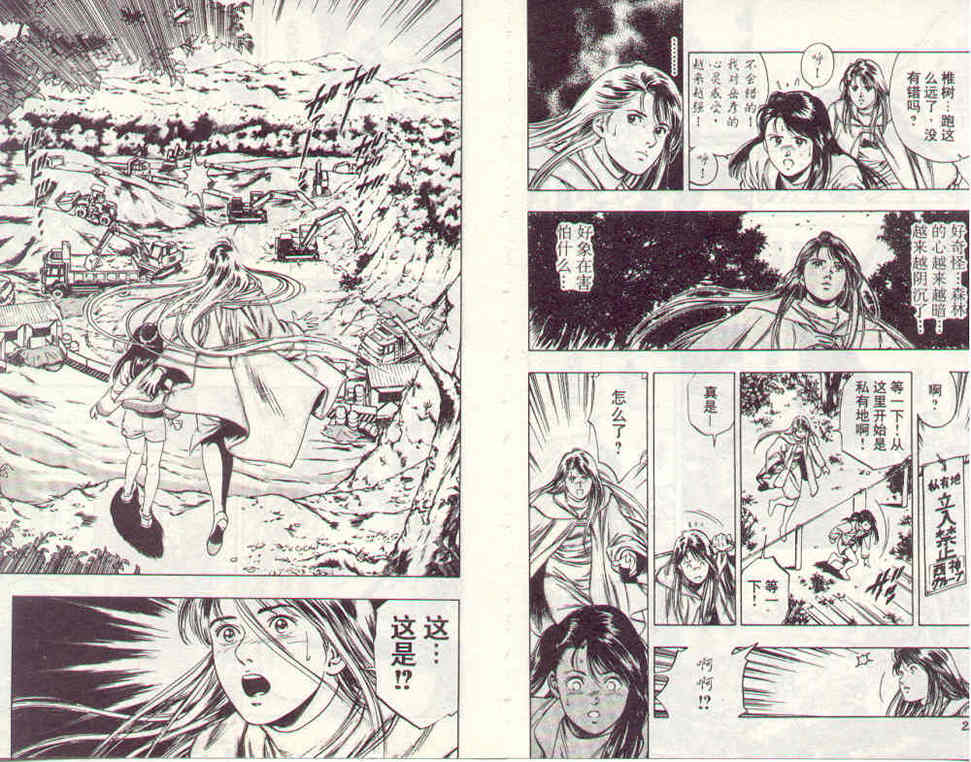 椎树…跑这
么远了，没
有错吗？
呼！
不会错的！
我对岳彦的
心灵感受，
越来越强！
呼！
…………
好奇怪…森林
的心越来越暗…
越来越阴沉了…
好象在害
怕什么…
啊？
私有地
立入禁止
等一下！从
这里开始是
私有地啊！
等一
下！
真是—
怎么了？
啊
啊!?
2
这…
这是!?